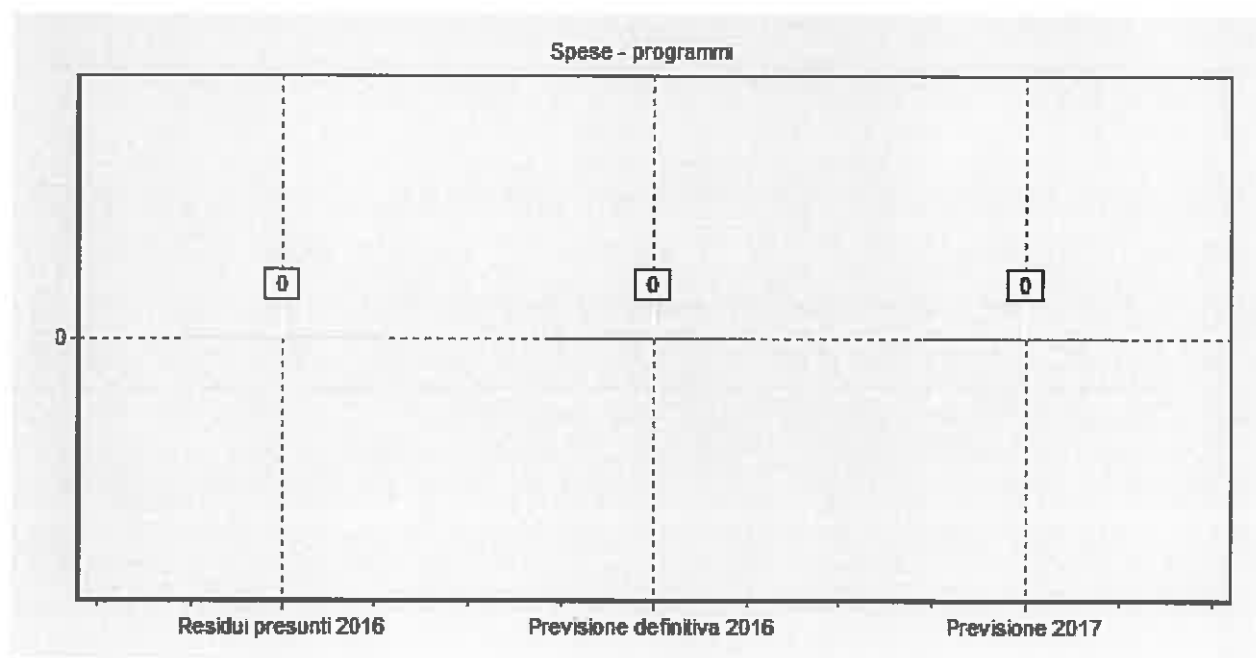 Spese - programmi
0 0 0
0
Residui presunti 2016 Previsione definitiva 2016 Previsione 2017